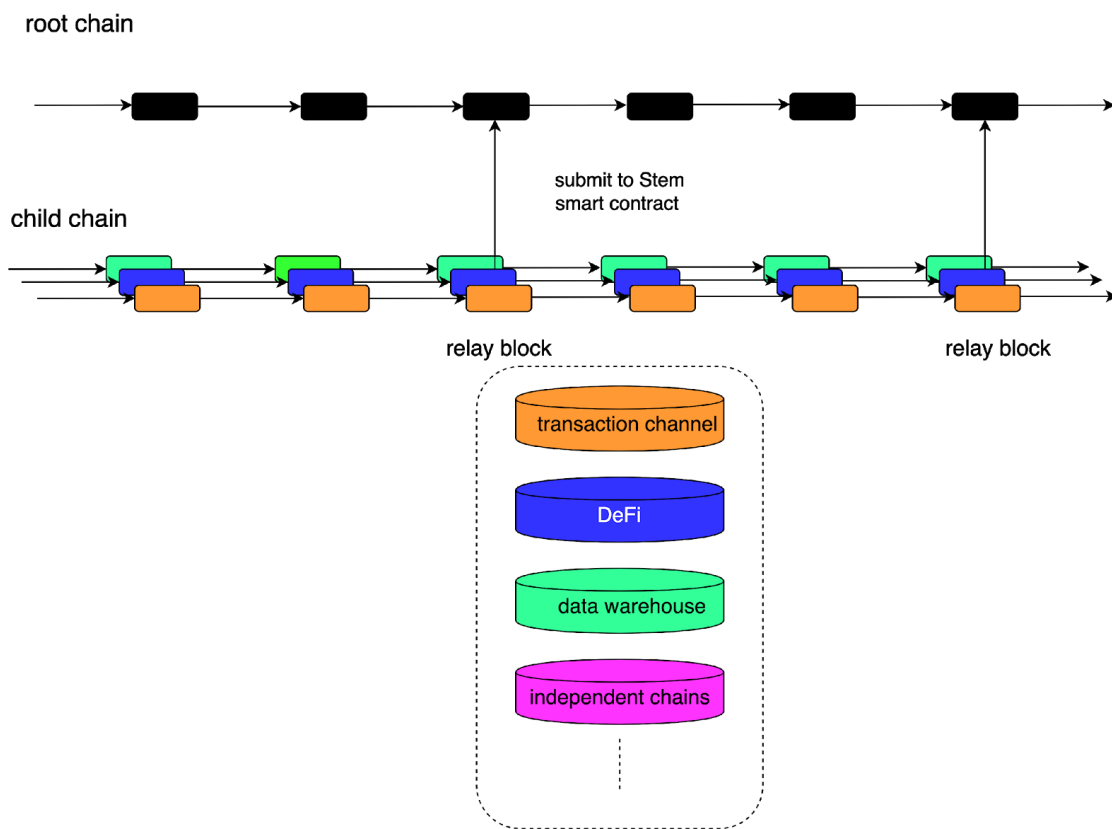 root chain
submit to Stem
smart contract
child chain
relay block
relay block
transaction channel
DeFi
data warehouse
independent chains